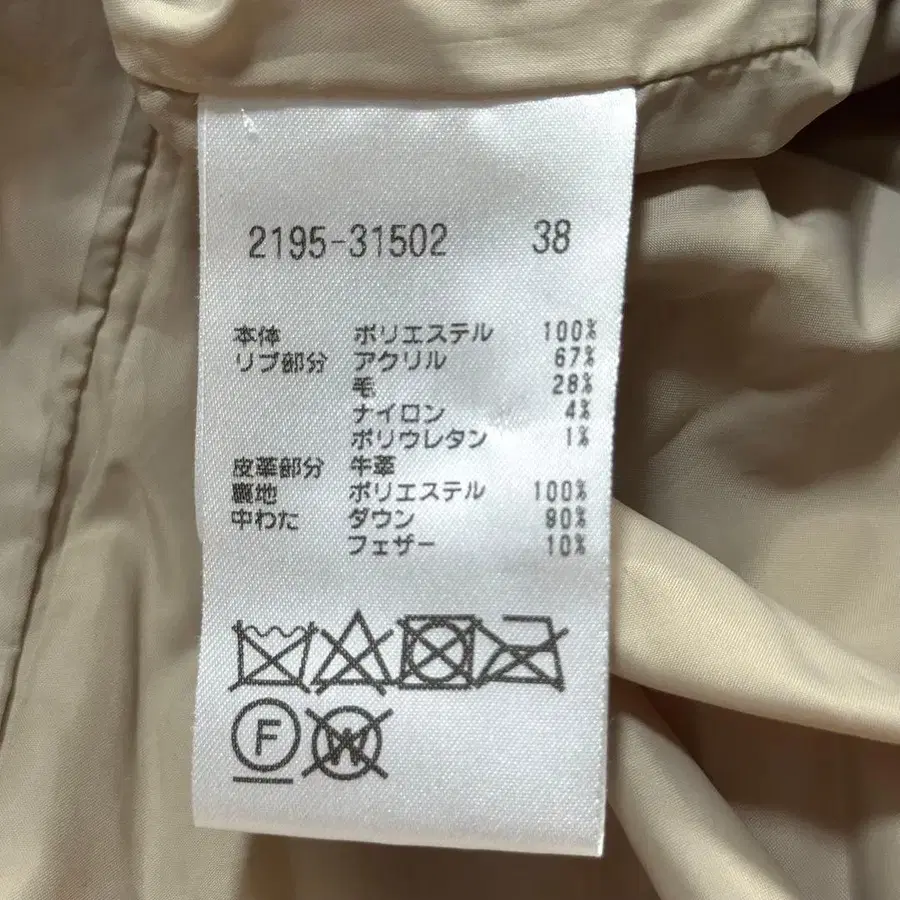 2195-31502 38
本体 ポリエステル 100%
リブ部分 アクリル 67%
毛 28%
ナイロン 4%
ポリウレタン 1%
皮革部分 牛革
裏地 ポリエステル 100%
中わた ダウン 90%
フェザー 10%
F W